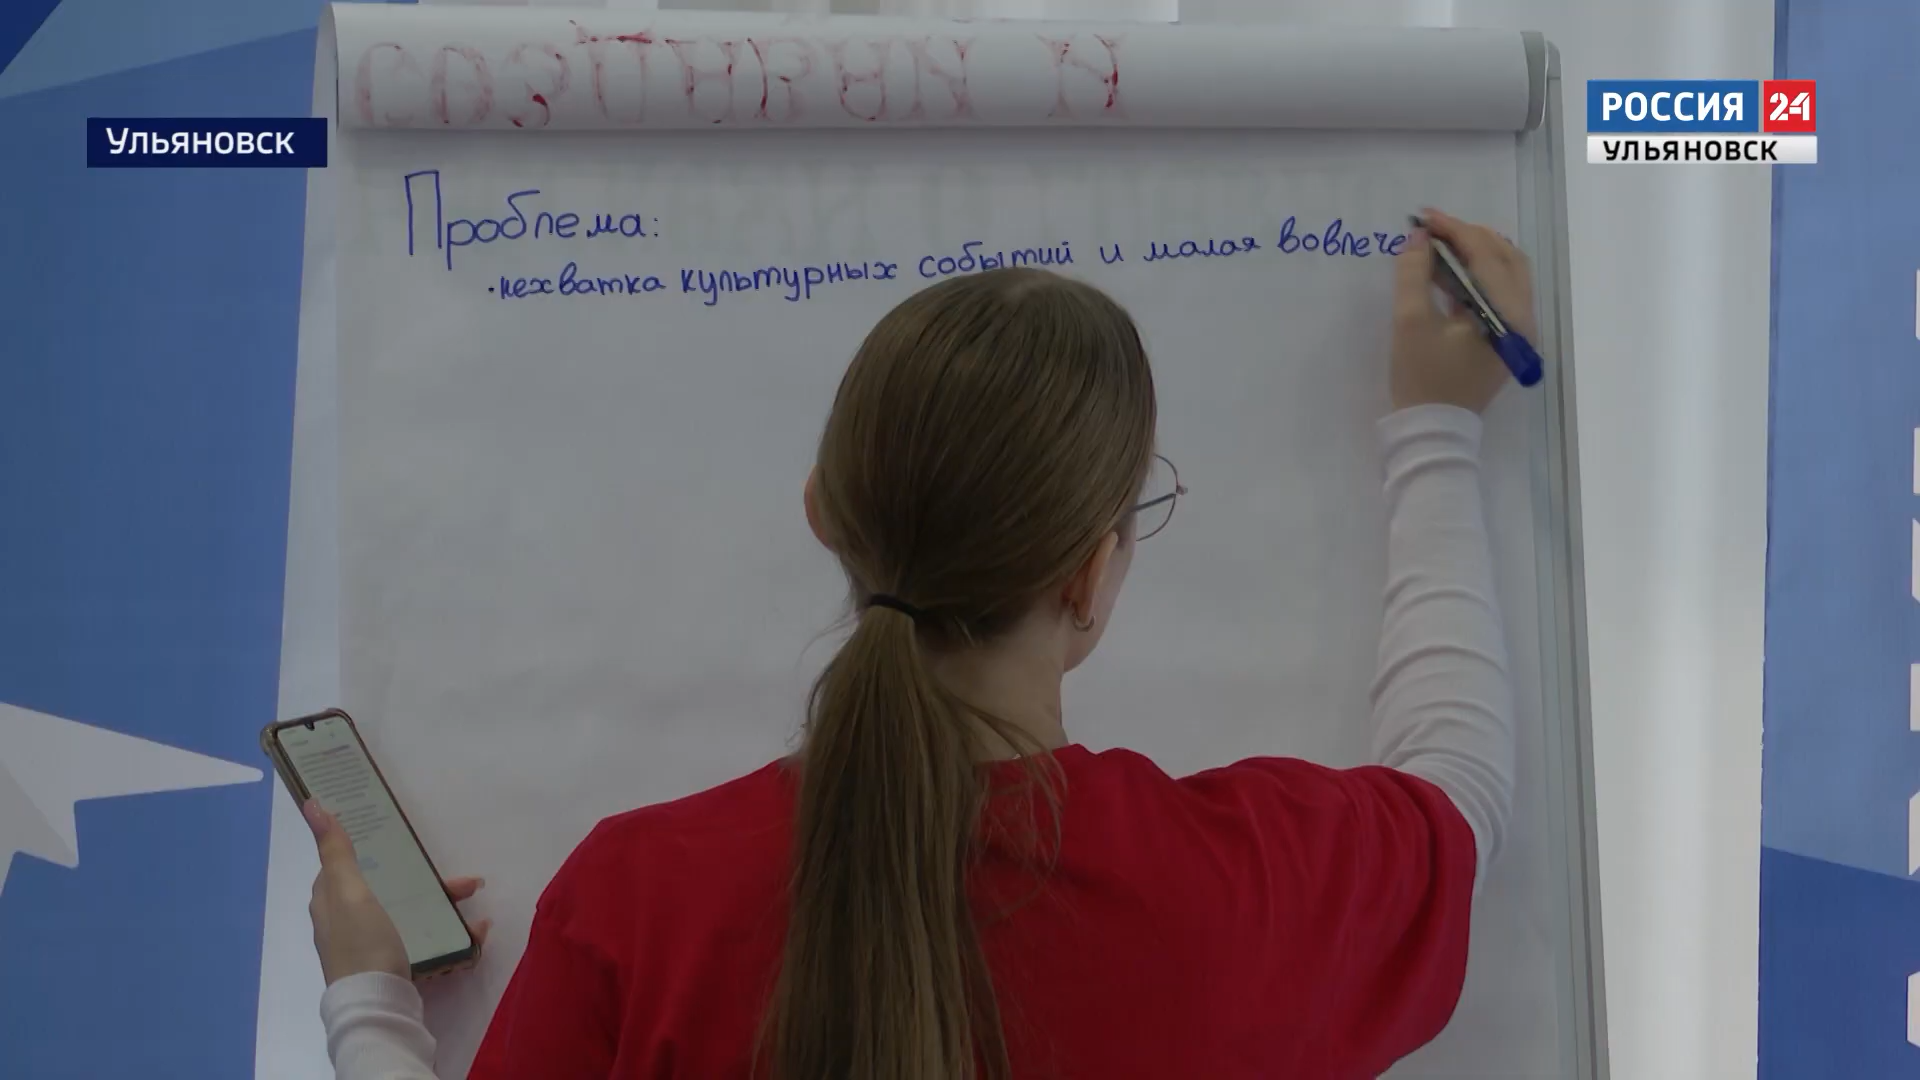 УЛЬЯНОВСК
РОССИЯ 24
УЛЬЯНОВСК
Проблема:
·нехватка культурных событий и малая вовлече